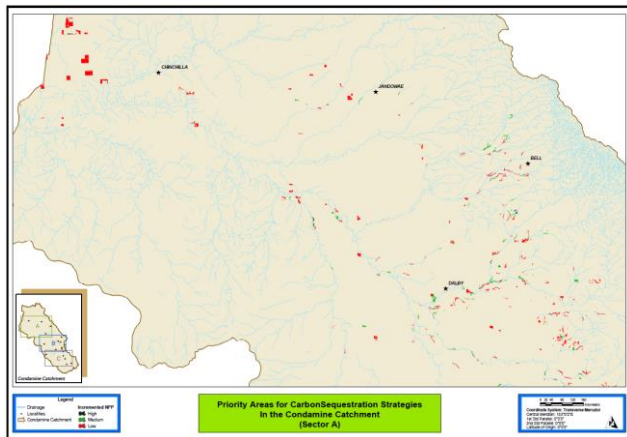 CHINCHILLA
JANDOWAE
BELL
DALBY
A
B
C
Condamine Catchment
Legend
Drainage
Localities
Condamine Catchment
Incremented NPP
High
Medium
Low
Priority Areas for CarbonSequestration Strategies
In the Condamine Catchment
(Sector A)
Coordinate System: Transverse Mercator